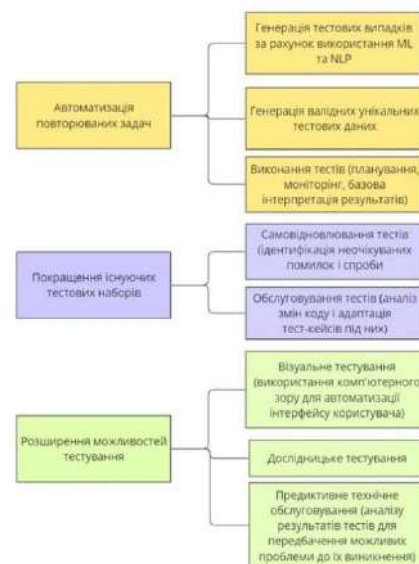 Генерація тестових випадків
за рахунок використання ML
та NLP
Автоматизація
повторюваних задач
Генерація валідних унікальних
тестових даних
Виконання тестів (планування,
моніторінг, базова
інтерпретація результатів)
Самовідновлювання тестів
(ідентифікація неочікуваних
помилок і спроби
Покращення існуючих
тестових наборів
Обслуговування тестів (аналіз
змін коду і адаптація
тест-кейсів під них)
Візуальне тестування
(використання комп'ютерного
зору для автоматизації
інтерфейсу користувача)
Розширення можливостей
тестування
Дослідницьке тестування
Предиктивне технічне
обслуговування (аналізу
результатів тестів для
передбачення можливих
проблеми до їх виникнення)